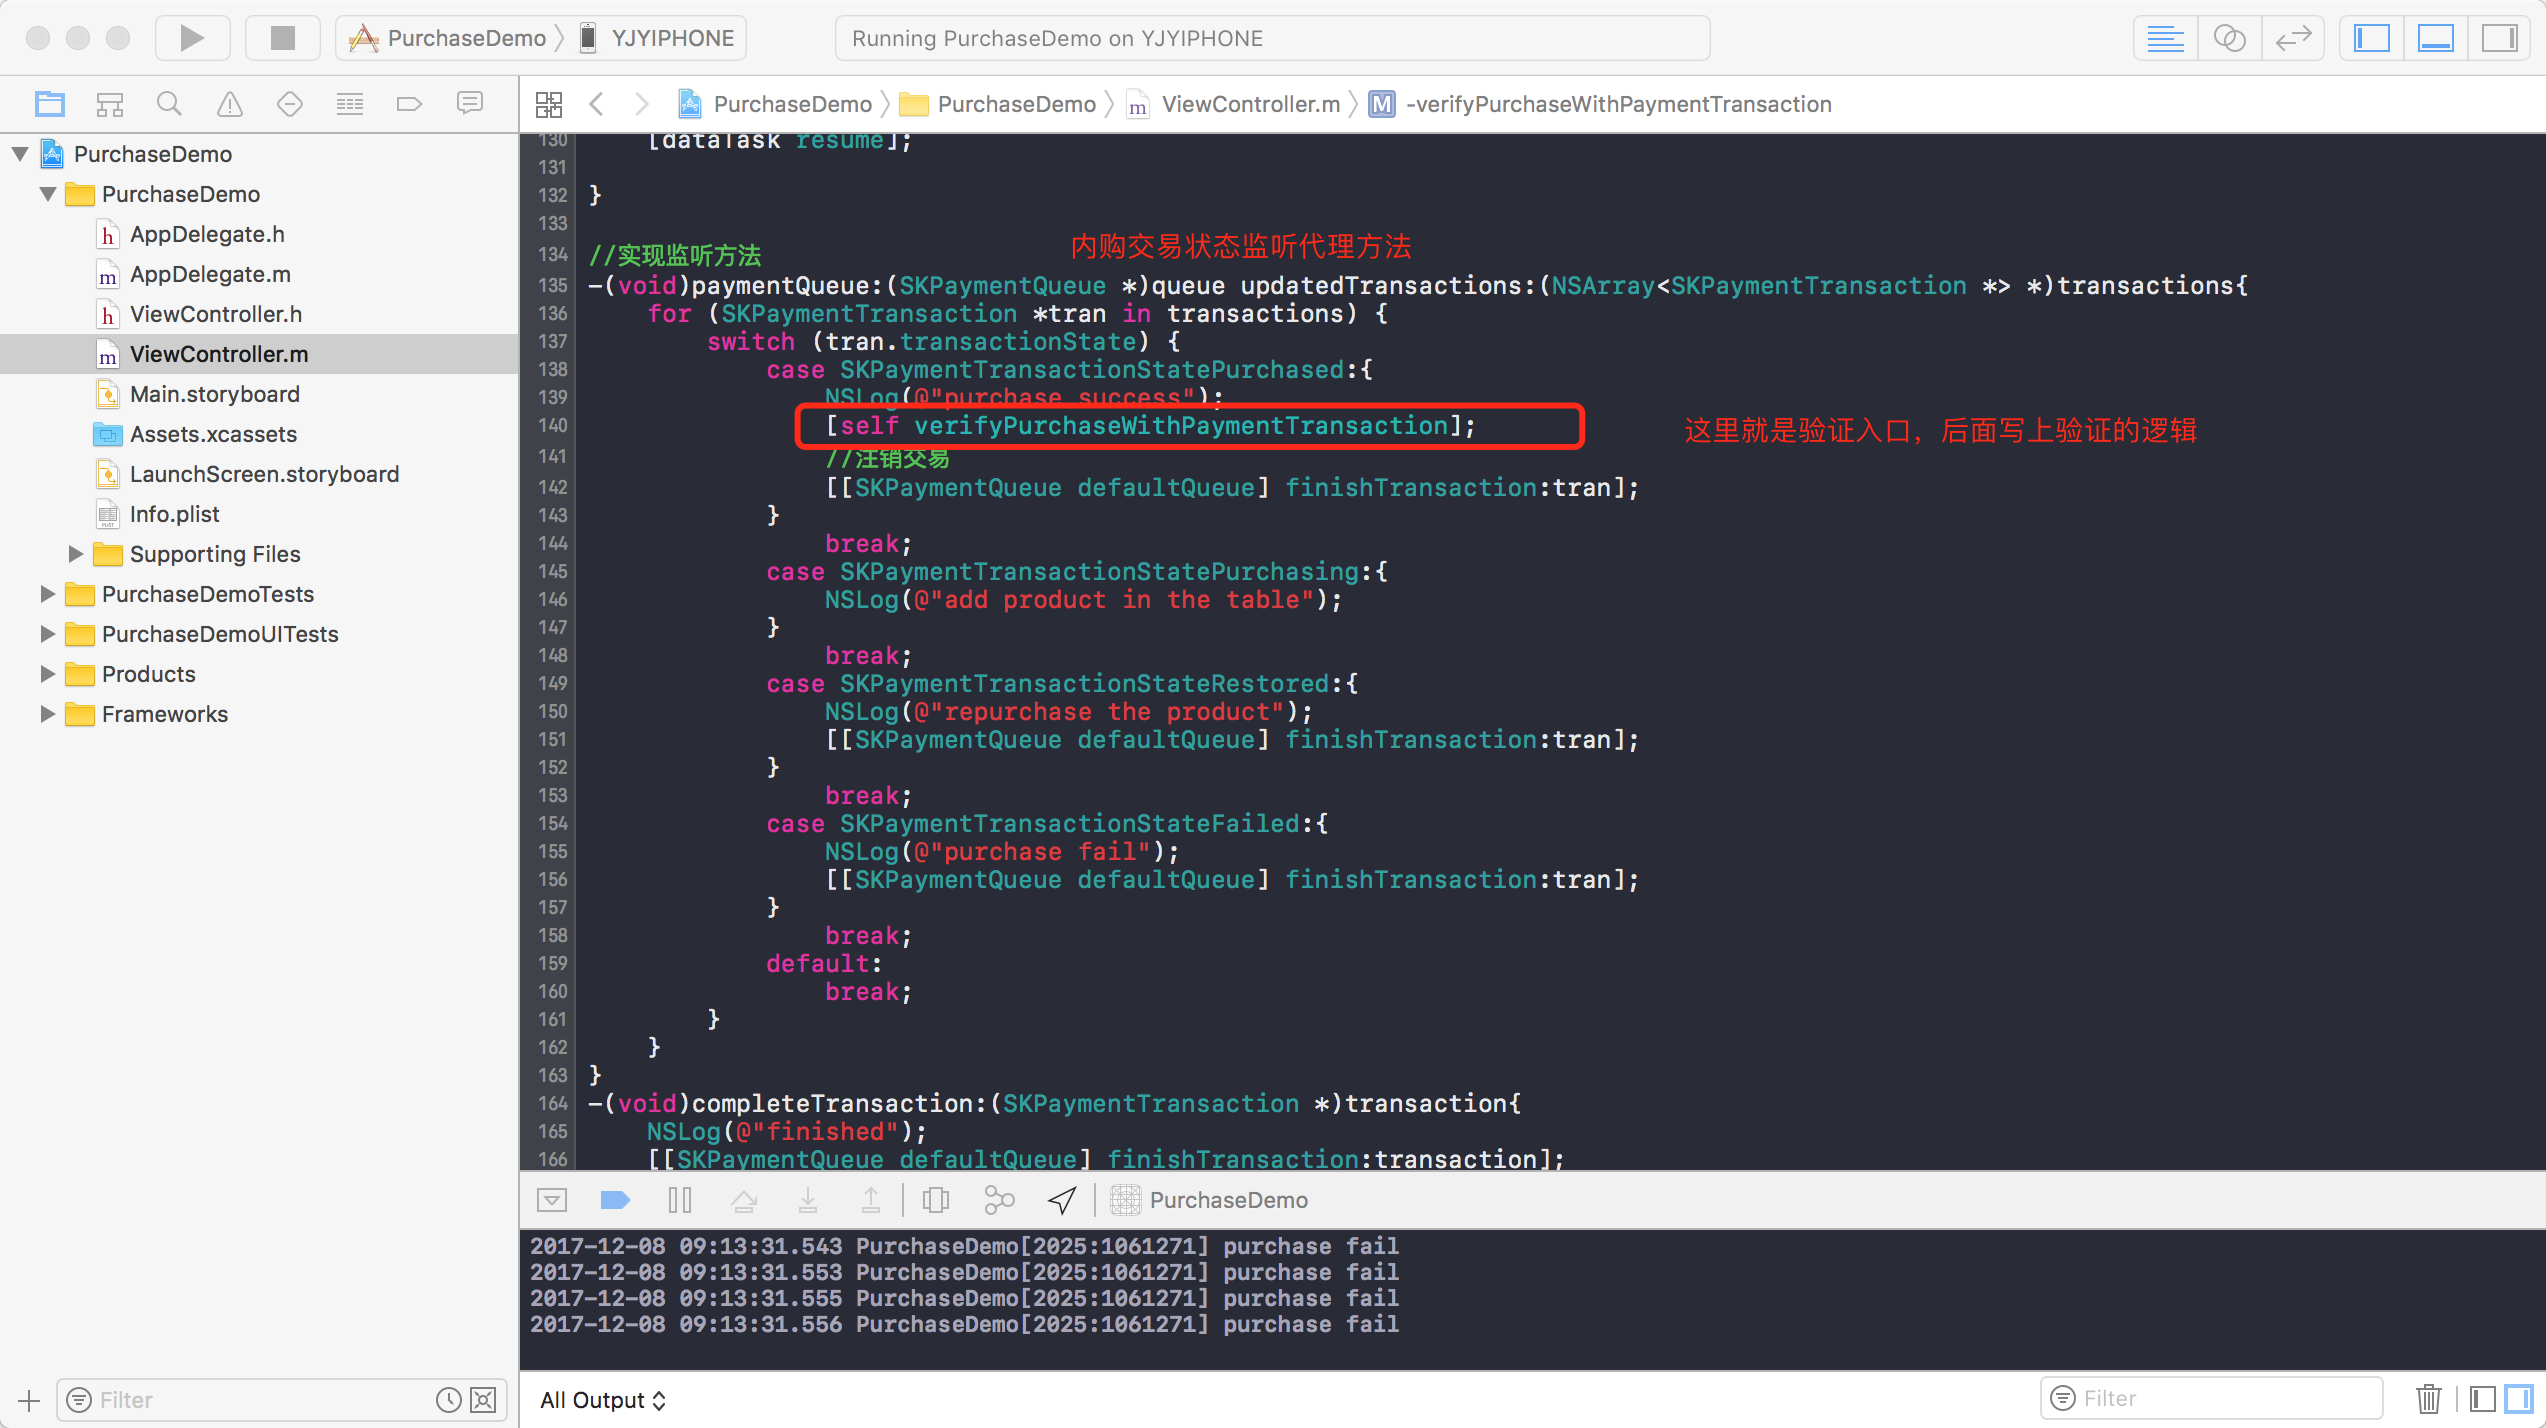 PurchaseDemo YJYIPHONE
Running PurchaseDemo on YJYIPHONE
PurchaseDemo PurchaseDemo ViewController.m M -verifyPurchaseWithPaymentTransaction
PurchaseDemo
PurchaseDemo
h AppDelegate.h
m AppDelegate.m
h ViewController.h
m ViewController.m
Main.storyboard
Assets.xcassets
LaunchScreen.storyboard
Info.plist
Supporting Files
PurchaseDemoTests
PurchaseDemoUITests
Products
Frameworks
Filter
130     [dataTask resume];
131
132 }
133
内购交易状态监听代理方法
134 //实现监听方法
135 -(void)paymentQueue:(SKPaymentQueue *)queue updatedTransactions:(NSArray<SKPaymentTransaction *> *)transactions{
136     for (SKPaymentTransaction *tran in transactions) {
137         switch (tran.transactionState) {
138             case SKPaymentTransactionStatePurchased:{
139                 NSLog(@"purchase success");
140                 [self verifyPurchaseWithPaymentTransaction];
这里就是验证入口，后面写上验证的逻辑
141                 //注销交易
142                 [[SKPaymentQueue defaultQueue] finishTransaction:tran];
143             }
144                 break;
145             case SKPaymentTransactionStatePurchasing:{
146                 NSLog(@"add product in the table");
147             }
148                 break;
149             case SKPaymentTransactionStateRestored:{
150                 NSLog(@"repurchase the product");
151                 [[SKPaymentQueue defaultQueue] finishTransaction:tran];
152             }
153                 break;
154             case SKPaymentTransactionStateFailed:{
155                 NSLog(@"purchase fail");
156                 [[SKPaymentQueue defaultQueue] finishTransaction:tran];
157             }
158                 break;
159             default:
160                 break;
161         }
162     }
163 }
164 -(void)completeTransaction:(SKPaymentTransaction *)transaction{
165     NSLog(@"finished");
166     [[SKPaymentQueue defaultQueue] finishTransaction:transaction];
PurchaseDemo
2017-12-08 09:13:31.543 PurchaseDemo[2025:1061271] purchase fail
2017-12-08 09:13:31.553 PurchaseDemo[2025:1061271] purchase fail
2017-12-08 09:13:31.555 PurchaseDemo[2025:1061271] purchase fail
2017-12-08 09:13:31.556 PurchaseDemo[2025:1061271] purchase fail
All Output
Filter